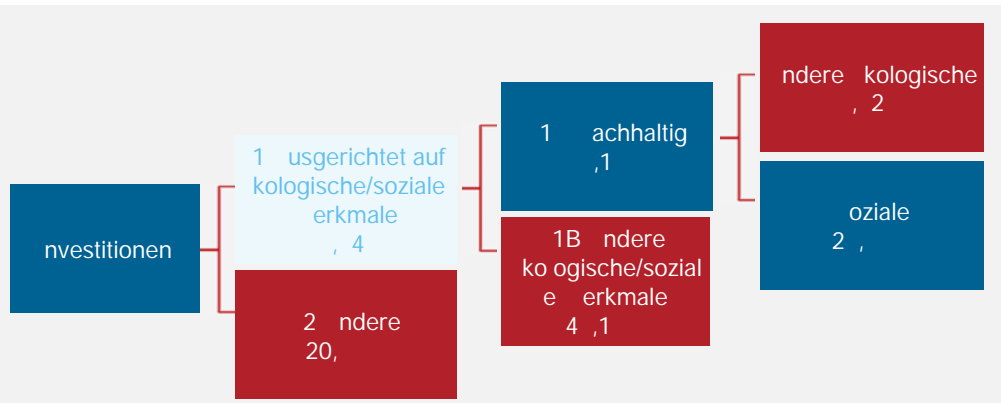 nvestitionen
1 usgerichtet auf
kologische/soziale
erkmale
, 4
2 ndere
20,
1 achhaltig
,1
1B ndere
ko ogische/sozial
e erkmale
4 ,1
ndere kologische
, 2
oziale
2 ,